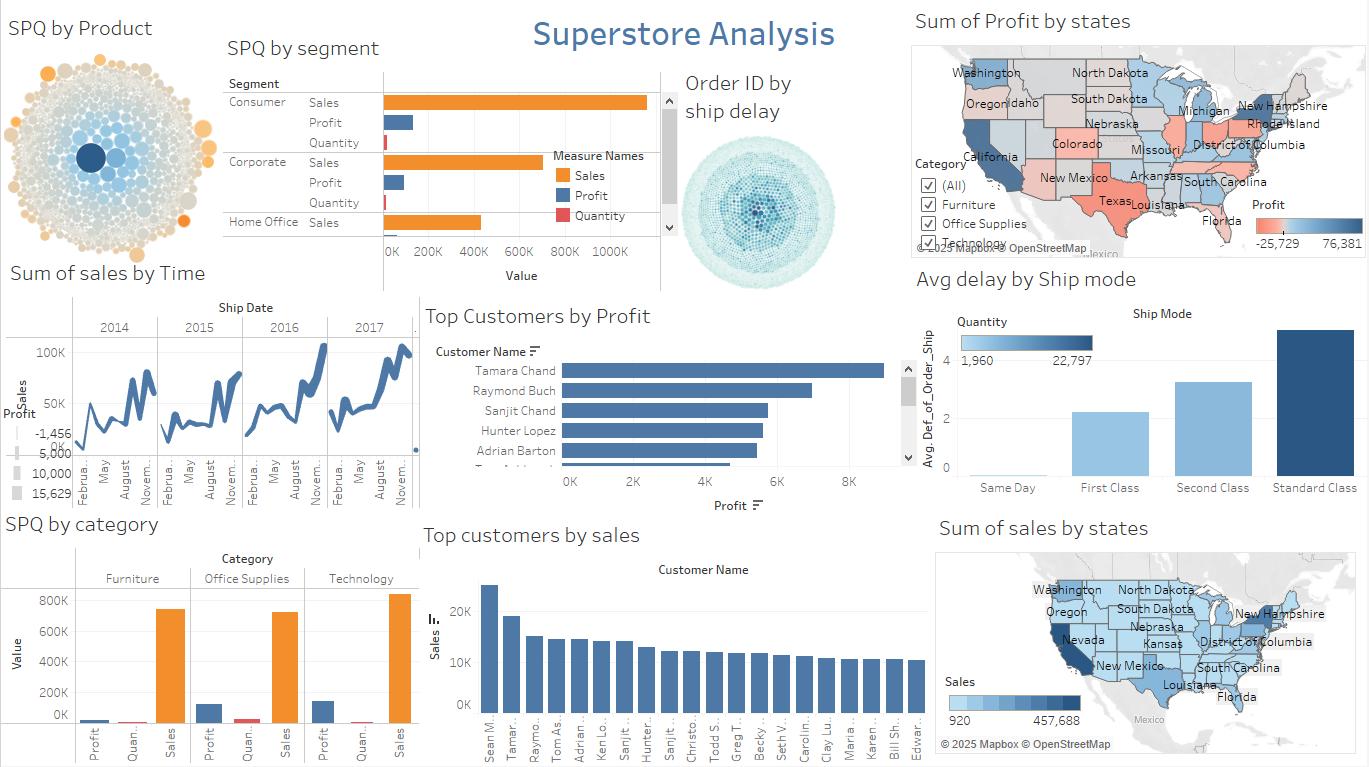 Superstore Analysis
SPQ by Product
SPQ by segment
Segment
Consumer
Sales
Profit
Quantity
Corporate
Sales
Profit
Quantity
Home Office
Sales
0K
200K
400K
600K
800K
1000K
Value
Measure Names
Sales
Profit
Quantity
Order ID by
ship delay
Sum of Profit by states
Washington
North Dakota
Oregon
Idaho
South Dakota
Michigan
New Hampshire
Nebraska
Rhode Island
Colorado
Missouri
District of Columbia
California
New Mexico
Arkansas
South Carolina
Texas
Louisiana
Florida
Mexico
Category
(All)
Furniture
Office Supplies
Technology
© 2025 Mapbox © OpenStreetMap
Profit
-25,729
76,381
Sum of sales by Time
Ship Date
2014
2015
2016
2017
100K
50K
0K
Sales
Profit
-1,456
5,000
10,000
15,629
Februa..
May
August
Novem..
Februa..
May
August
Novem..
Februa..
May
August
Novem..
Februa..
May
August
Novem..
Top Customers by Profit
Customer Name
Tamara Chand
Raymond Buch
Sanjit Chand
Hunter Lopez
Adrian Barton
0K
2K
4K
6K
8K
Profit
Avg delay by Ship mode
Ship Mode
Quantity
1,960
22,797
Avg. Def_of_Order_Ship
4
2
0
Same Day
First Class
Second Class
Standard Class
SPQ by category
Category
Furniture
Office Supplies
Technology
800K
600K
400K
200K
0K
Value
Profit
Quan..
Sales
Profit
Quan..
Sales
Profit
Quan..
Sales
Top customers by sales
Customer Name
Sales
20K
10K
0K
Sean M..
Tamar..
Raymo..
Tom As..
Adrian ..
Ken Lo..
Sanjit ..
Hunter..
Sanjit ..
Christo..
Todd S..
Greg T..
Becky ..
Seth V..
Carolin..
Clay Lu..
Maria ..
Karen ..
Bill Sh..
Edwar..
Sum of sales by states
Washington
North Dakota
Oregon
South Dakota
New Hampshire
Nebraska
Nevada
Kansas
District of Columbia
New Mexico
South Carolina
Louisiana
Florida
Mexico
Sales
920
457,688
© 2025 Mapbox © OpenStreetMap